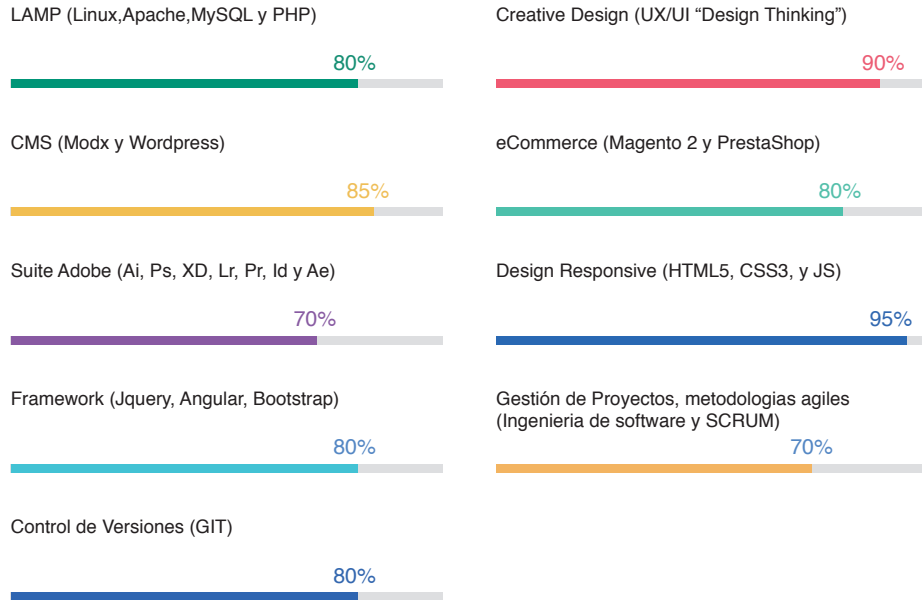 LAMP (Linux,Apache,MySQL y PHP)
80%
Creative Design (UX/UI “Design Thinking”)
90%
CMS (Modx y Wordpress)
85%
eCommerce (Magento 2 y PrestaShop)
80%
Suite Adobe (Ai, Ps, XD, Lr, Pr, Id y Ae)
70%
Design Responsive (HTML5, CSS3, y JS)
95%
Framework (Jquery, Angular, Bootstrap)
80%
Gestión de Proyectos, metodologias agiles
(Ingenieria de software y SCRUM)
70%
Control de Versiones (GIT)
80%